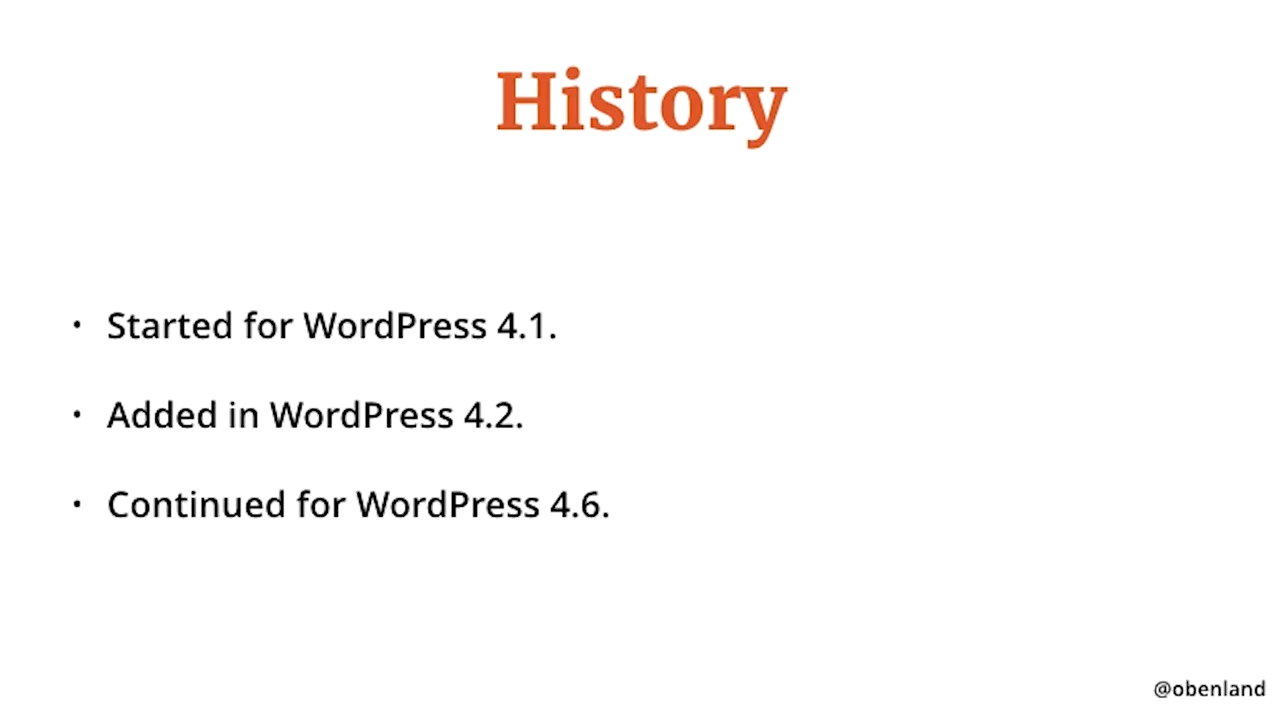 History
• Started for WordPress 4.1.
• Added in WordPress 4.2.
• Continued for WordPress 4.6.
@obenland